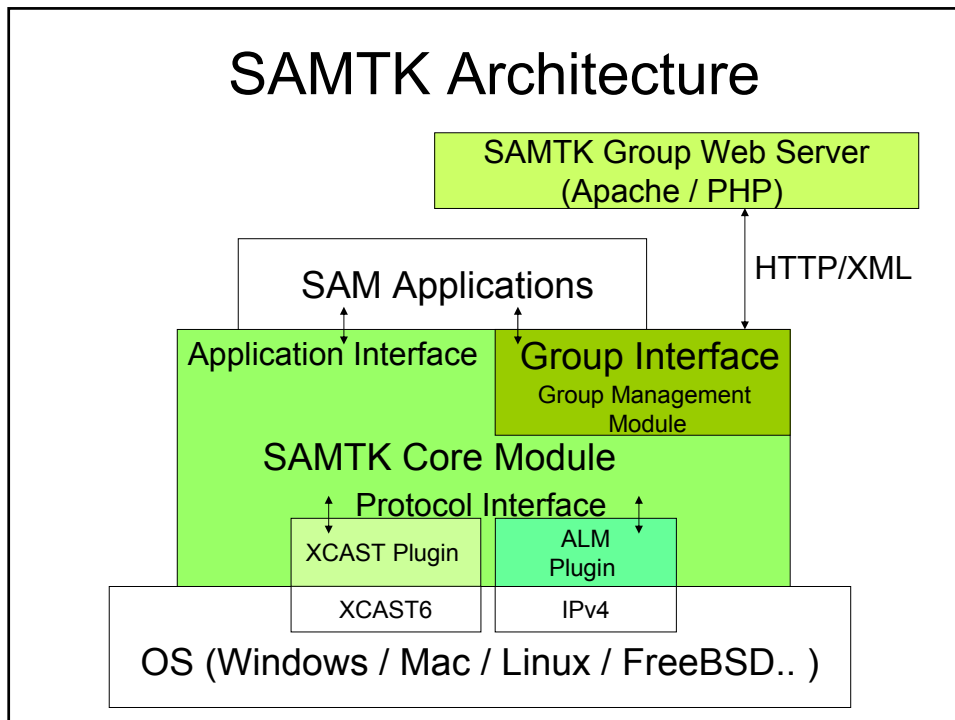 SAMTK Architecture
SAMTK Group Web Server
(Apache / PHP)
HTTP/XML
SAM Applications
Application Interface
Group Interface
Group Management
Module
SAMTK Core Module
Protocol Interface
XCAST Plugin
ALM
Plugin
XCAST6
IPv4
OS (Windows / Mac / Linux / FreeBSD.. )